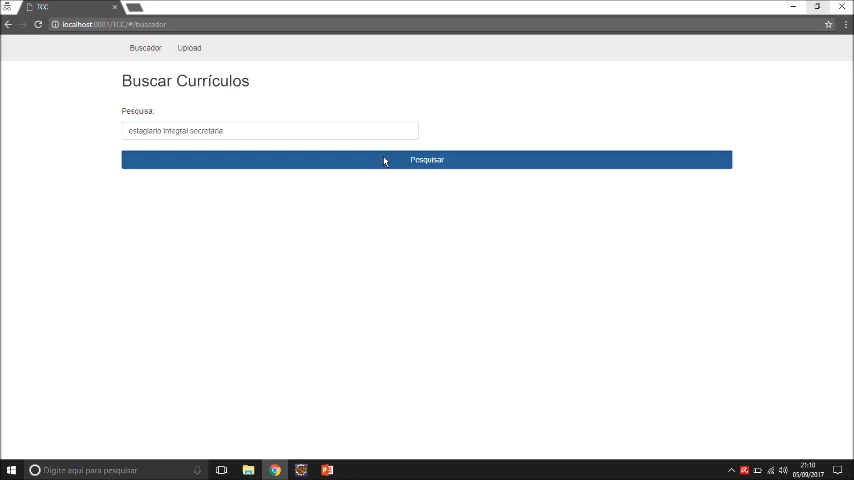 TCC
localhost:8081/TCC/#/buscador
Buscador Upload
Buscar Currículos
Pesquisa:
estagiario integral secretaria
Pesquisar
Digite aqui para pesquisar
21:10
05/09/2017